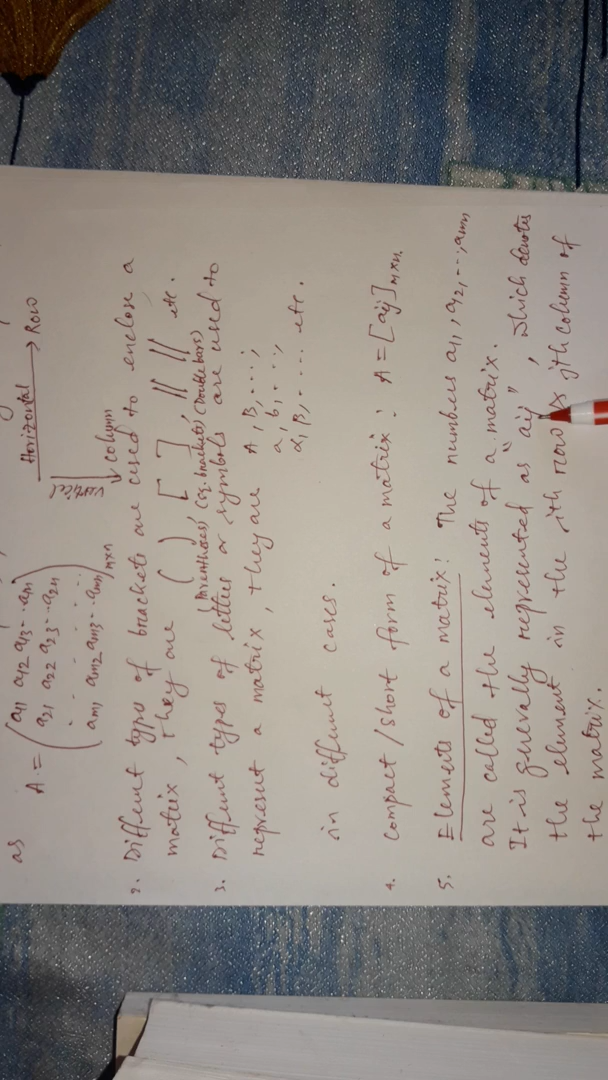 as
A = (a11 a12 a13 ... a1n
a21 a22 a23 ... a2n
am1 am2 am3 ... amn)m×n
Horizontal → Row
vertical ↓ column
2. Different types of brackets are used to enclose a
matrix, they are ( ) [ ], || || etc.
(Parentheses) (sq. brackets) (Double bars)
3. Different types of letters or symbols are used to
represent a matrix, they are A, B, ...;
a, b, ...;
α, β, .... etc.
in different cases.
4. Compact/short form of a matrix: A = [aij]m×n.
5. Elements of a matrix: The numbers a11, a12, ..., amn
are called the elements of a matrix.
It is generally represented as "aij", which denotes
the element in the ith row × jth column of
the matrix.